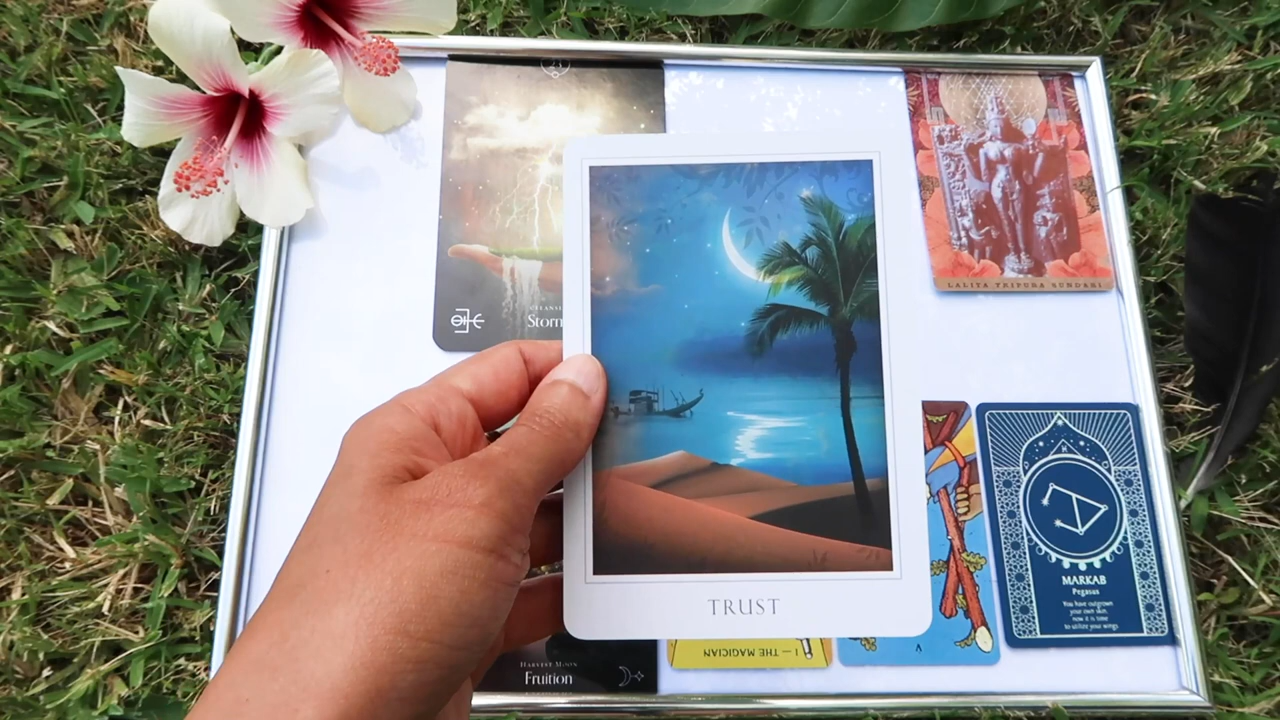 Storm
LALITA TRIPURA SUNDARI
TRUST
MARKAB
Pegasus
You have outgrown
your own skin.
now it is time
to utilize your wings.
I — THE MAGICIAN
V
HARVEST MOON
Fruition